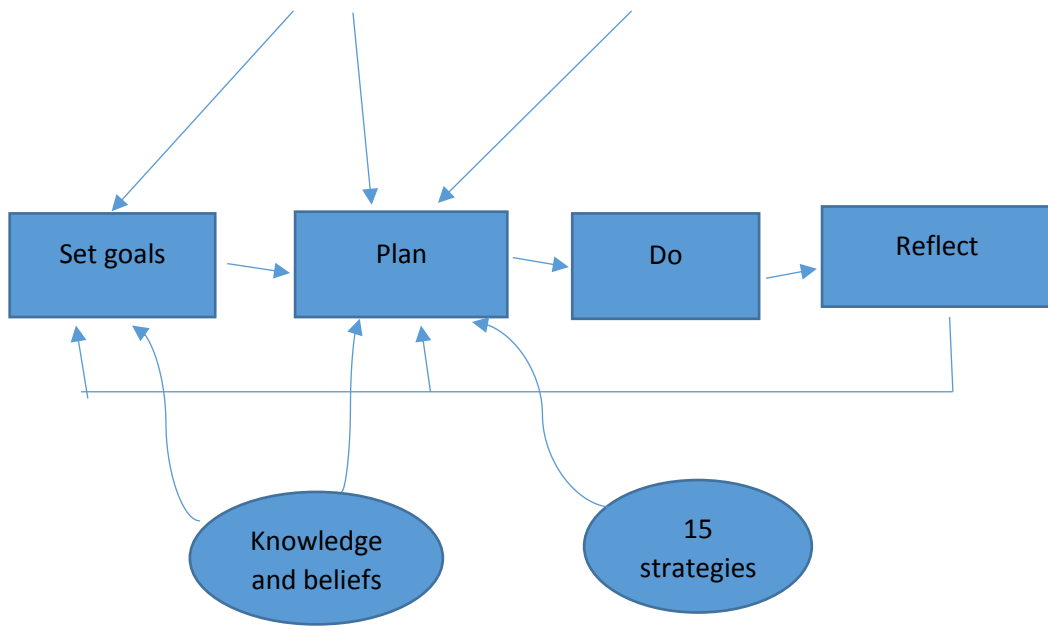 Set goals
Plan
Do
Reflect
Knowledge
and beliefs
15
strategies